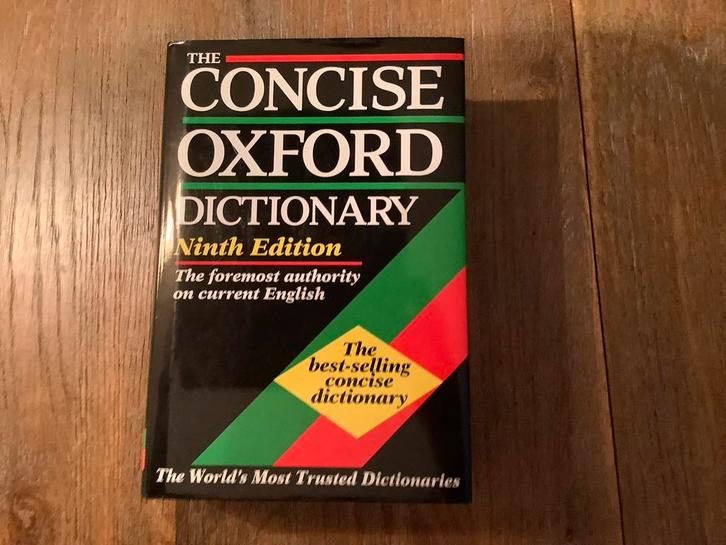 THE
CONCISE
OXFORD
DICTIONARY
Ninth Edition
The foremost authority
on current English
The
best-selling
concise
dictionary
The World's Most Trusted Dictionaries